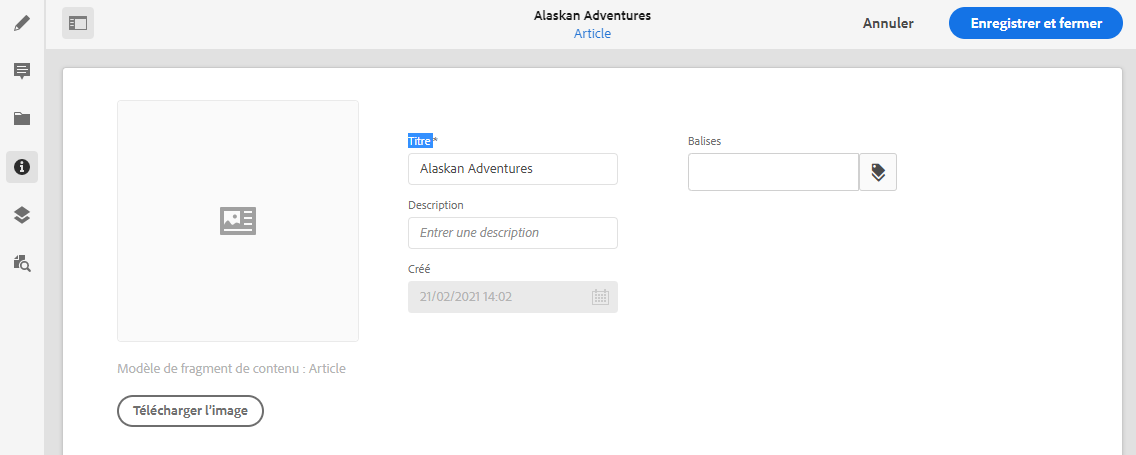 Alaskan Adventures
Article
Annuler
Enregistrer et fermer
Titre *
Alaskan Adventures
Balises
Description
Entrer une description
Créé
21/02/2021 14:02
Modèle de fragment de contenu : Article
Télécharger l'image